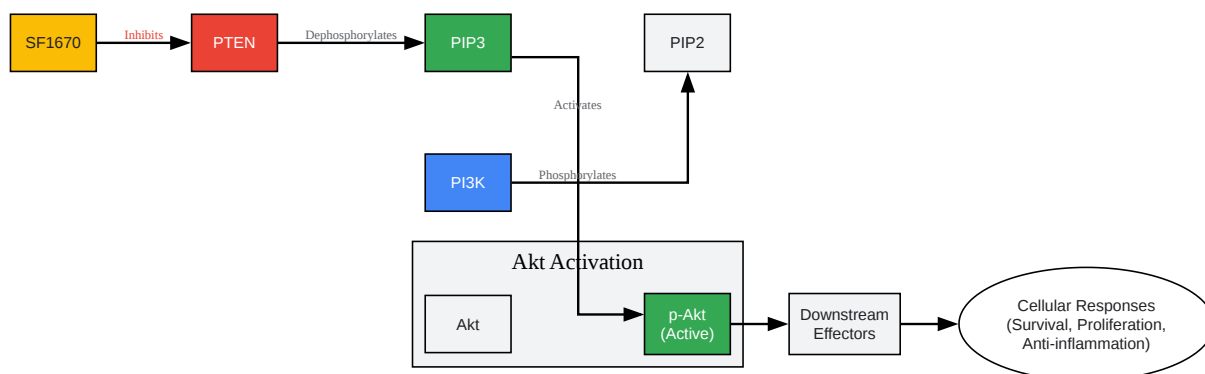 SF1670
Inhibits
PTEN
Dephosphorylates
PIP3
PIP2
Activates
PI3K
Phosphorylates
Akt Activation
Akt
p-Akt
(Active)
Downstream
Effectors
Cellular Responses
(Survival, Proliferation,
Anti-inflammation)